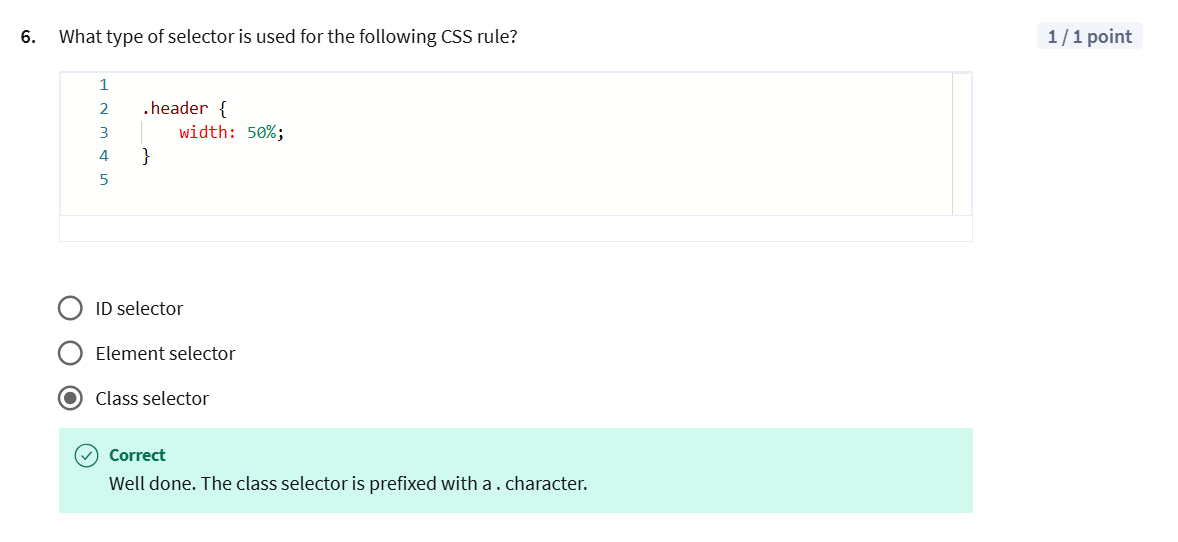 6. What type of selector is used for the following CSS rule?
1 / 1 point
1
2 .header {
3 width: 50%;
4 }
5
ID selector
Element selector
Class selector
Correct
Well done. The class selector is prefixed with a . character.